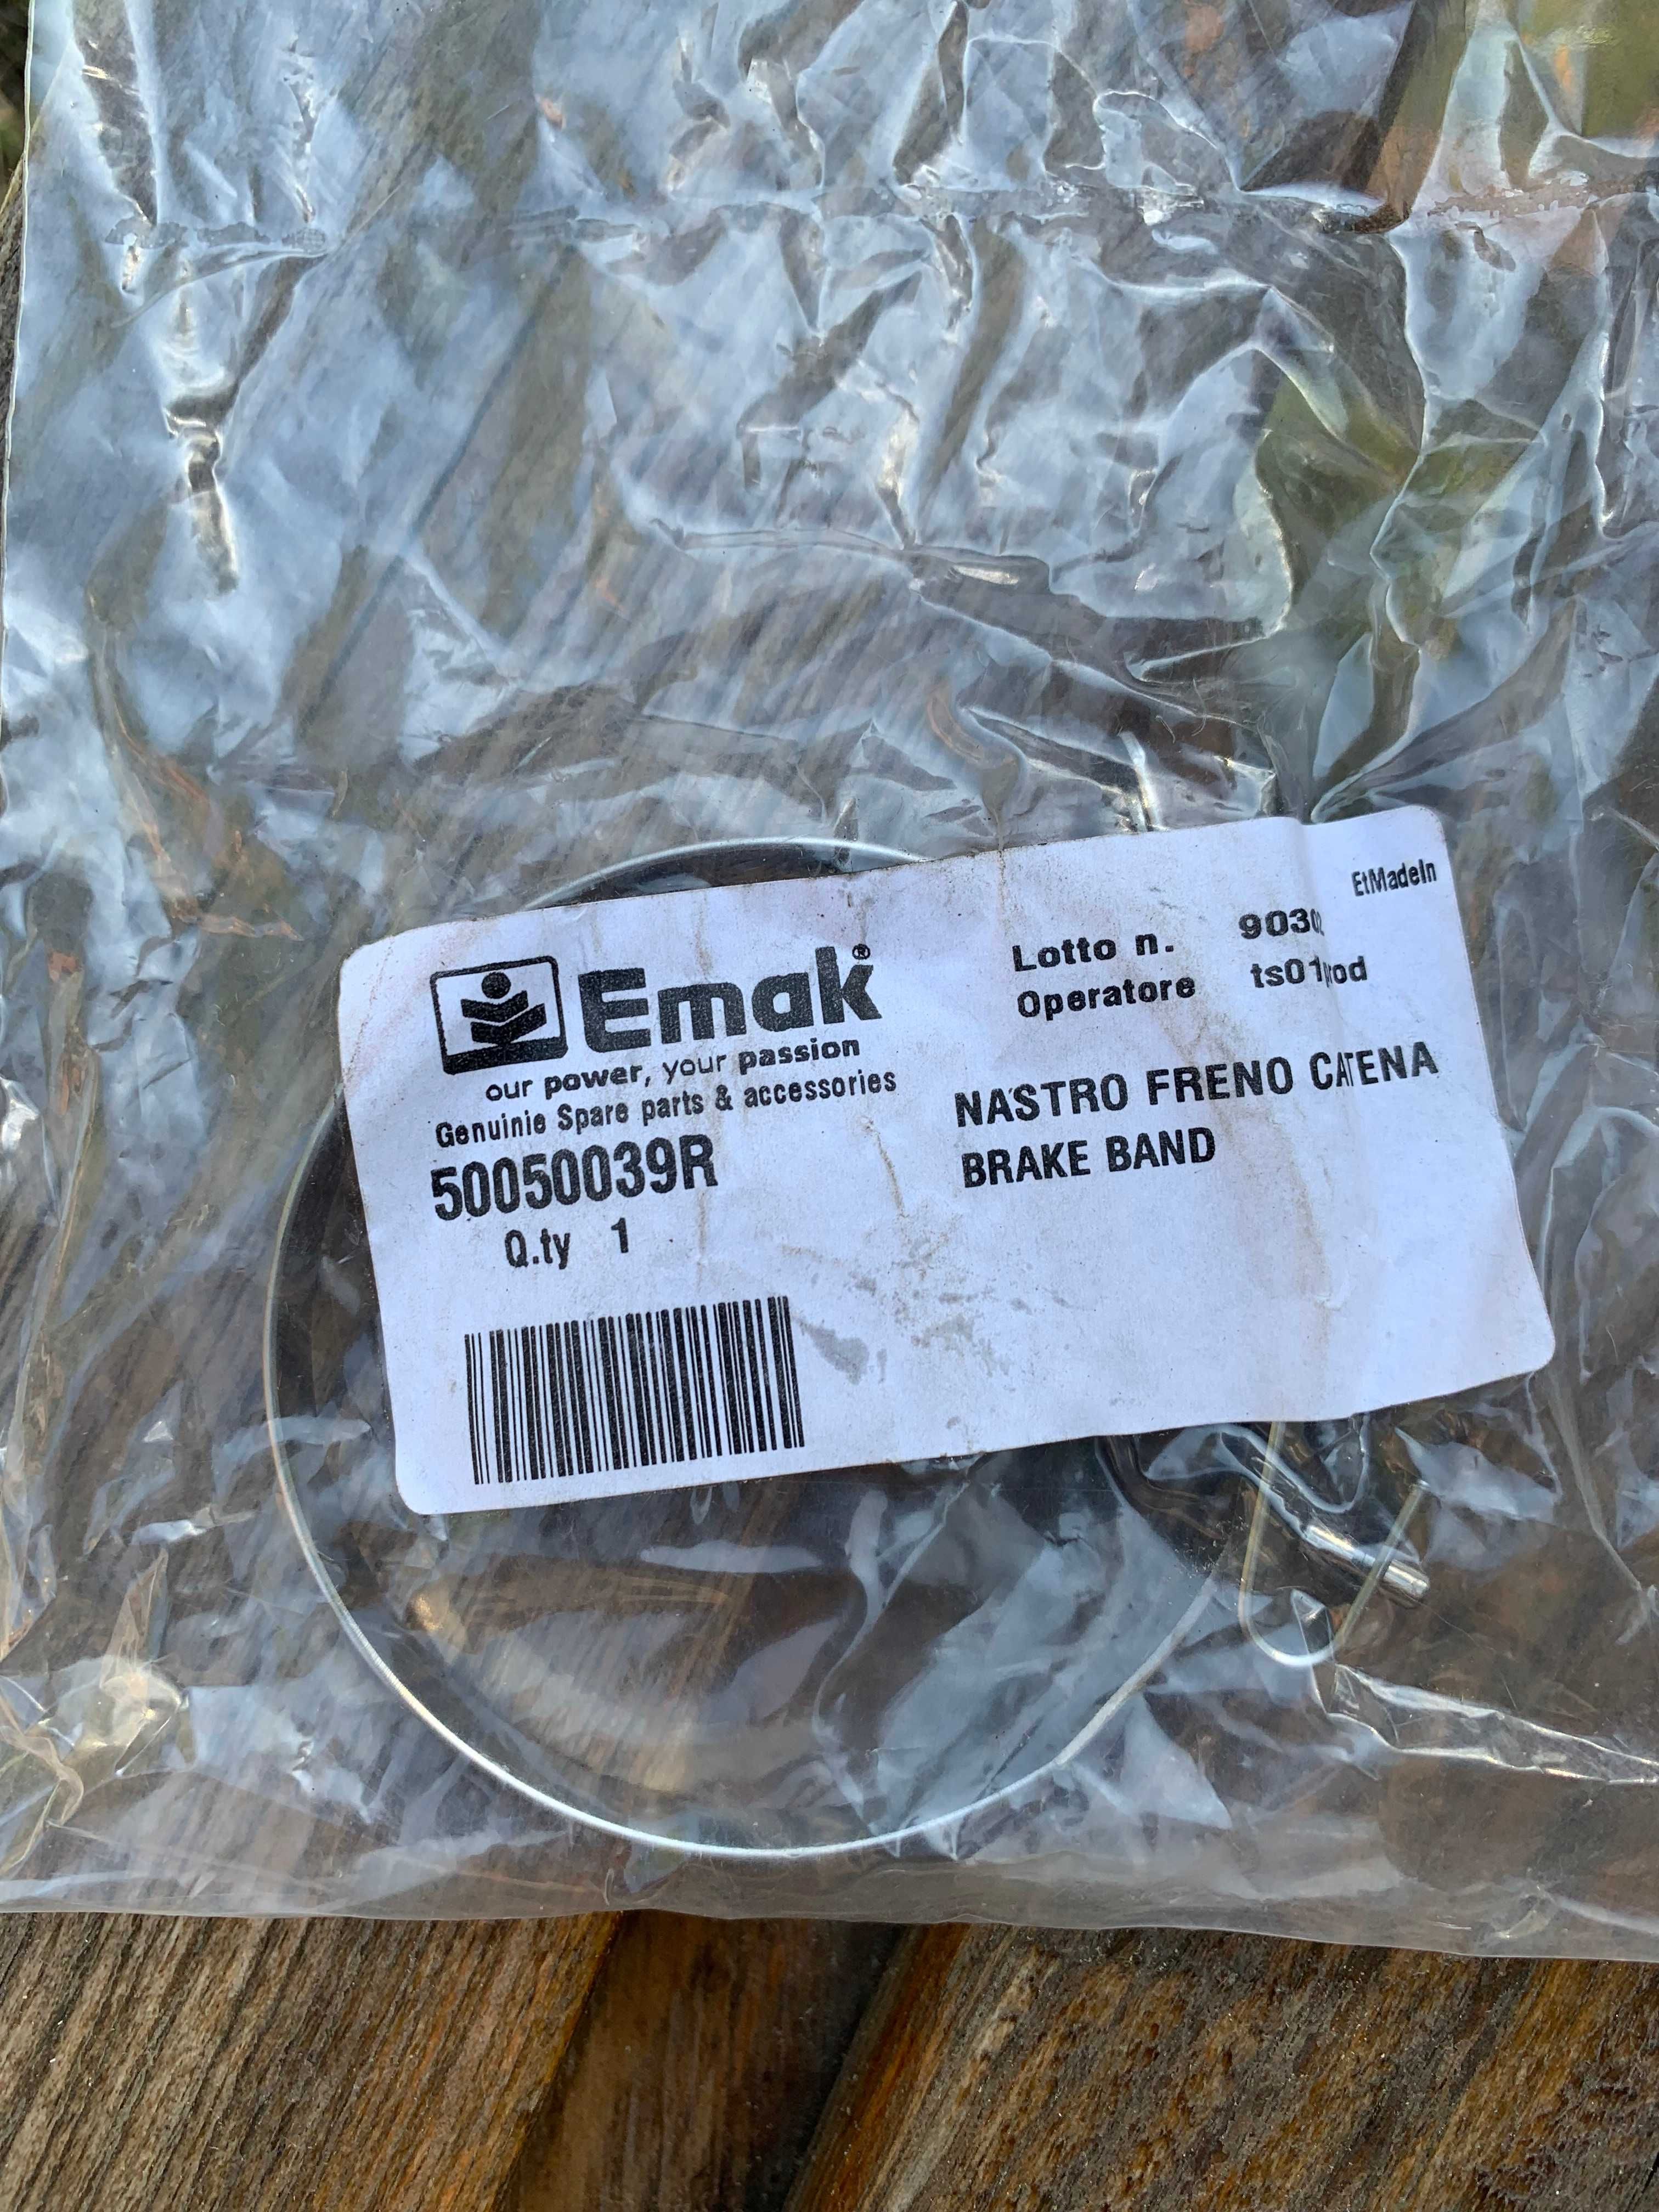 Emak®
our power, your passion
Genuinie Spare parts & accessories
50050039R
Q.ty 1
EtMadeIn
Lotto n.
Operatore ts01prod
NASTRO FRENO CATENA
BRAKE BAND